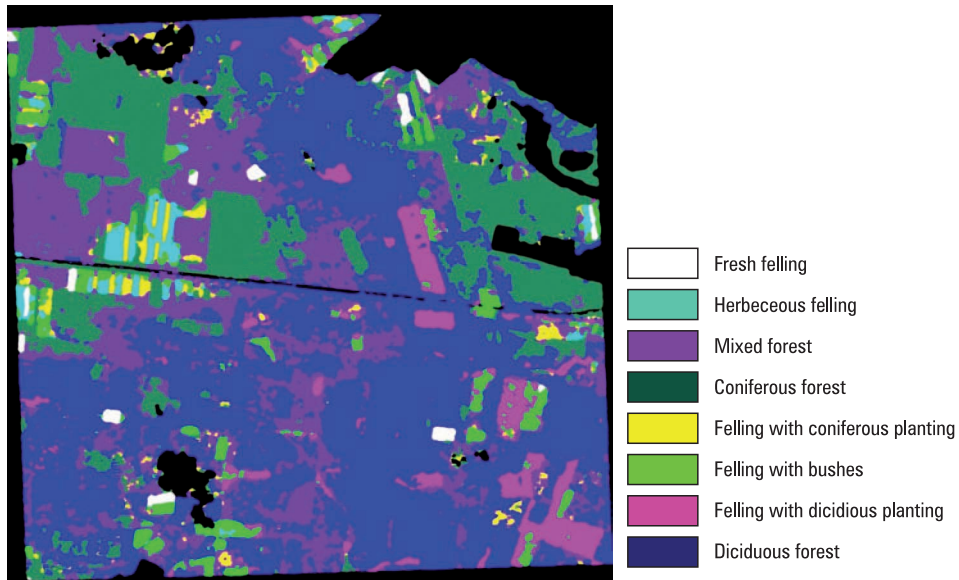 Fresh felling
Herbeceous felling
Mixed forest
Coniferous forest
Felling with coniferous planting
Felling with bushes
Felling with dicidious planting
Diciduous forest